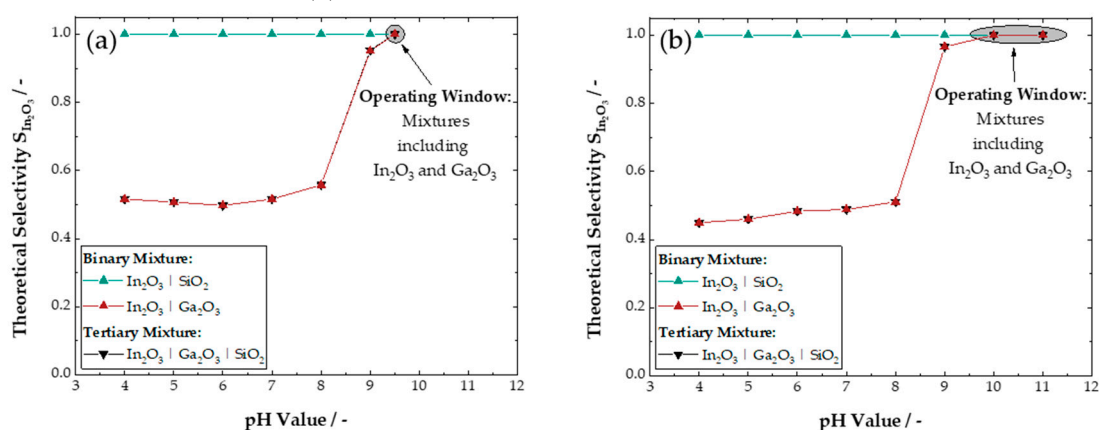 (a)
Theoretical Selectivity S_In₂O₃ / -
1.0
0.8
0.6
0.4
0.2
0.0
Operating Window:
Mixtures
including
In₂O₃ and Ga₂O₃
Binary Mixture:
In₂O₃ | SiO₂
In₂O₃ | Ga₂O₃
Tertiary Mixture:
In₂O₃ | Ga₂O₃ | SiO₂
3 4 5 6 7 8 9 10 11 12
pH Value / -
(b)
Theoretical Selectivity S_In₂O₃ / -
1.0
0.8
0.6
0.4
0.2
0.0
Operating Window:
Mixtures
including
In₂O₃ and Ga₂O₃
Binary Mixture:
In₂O₃ | SiO₂
In₂O₃ | Ga₂O₃
Tertiary Mixture:
In₂O₃ | Ga₂O₃ | SiO₂
3 4 5 6 7 8 9 10 11 12
pH Value / -